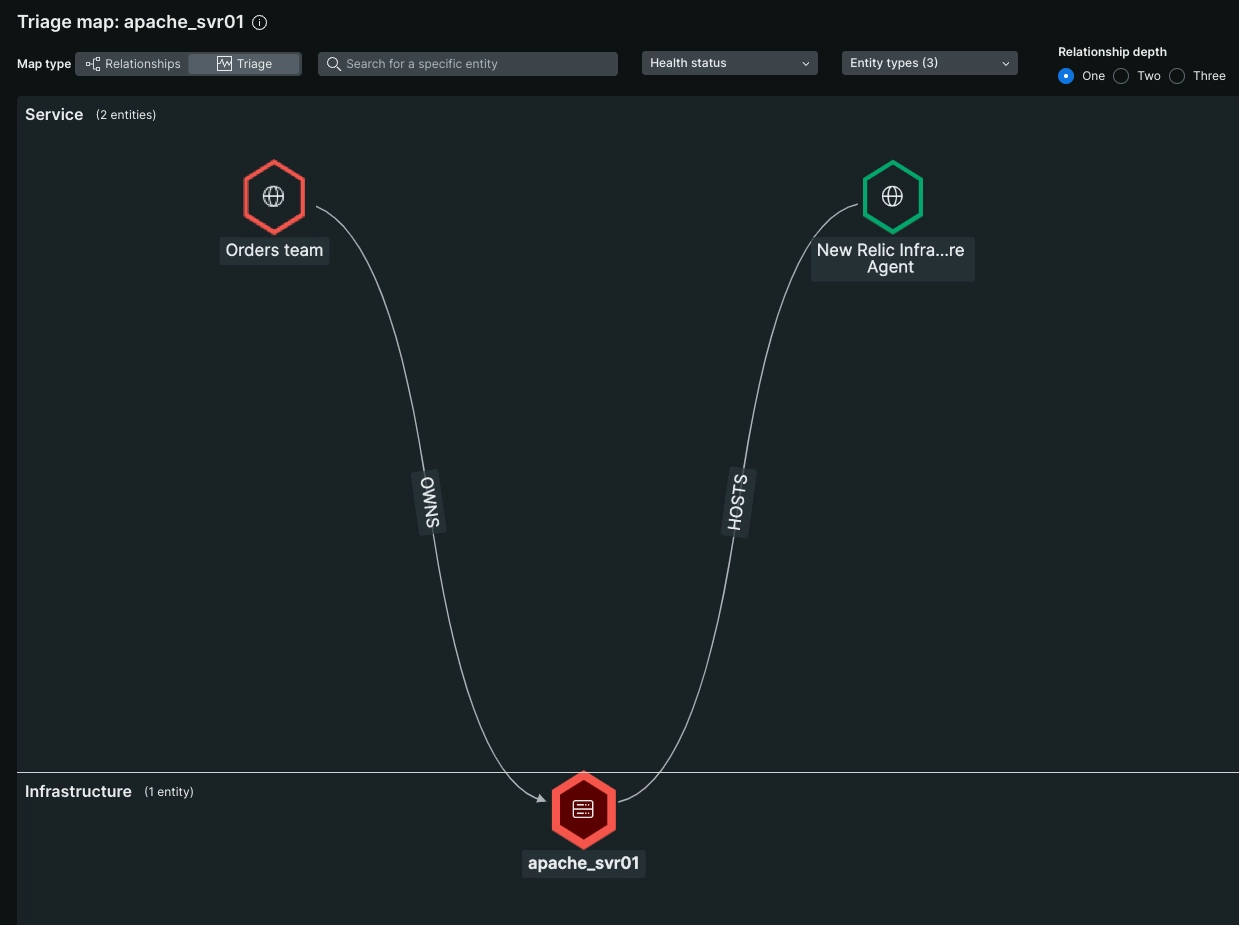 Triage map: apache_svr01
Map type
Relationships
Triage
Search for a specific entity
Health status
Entity types (3)
Relationship depth
One
Two
Three
Service (2 entities)
Orders team
New Relic Infra...re
Agent
OWNS
HOSTS
Infrastructure (1 entity)
apache_svr01